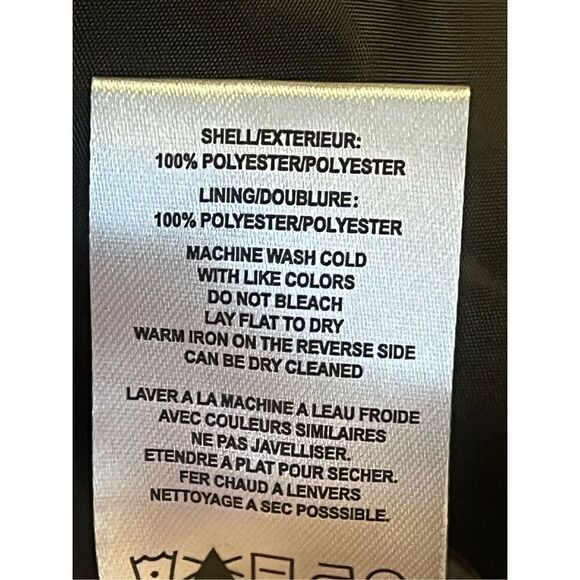 SHELL/EXTERIEUR:
100% POLYESTER/POLYESTER
LINING/DOUBLURE:
100% POLYESTER/POLYESTER
MACHINE WASH COLD
WITH LIKE COLORS
DO NOT BLEACH
LAY FLAT TO DRY
WARM IRON ON THE REVERSE SIDE
CAN BE DRY CLEANED
LAVER A LA MACHINE A LEAU FROIDE
AVEC COULEURS SIMILAIRES
NE PAS JAVELLISER.
ETENDRE A PLAT POUR SECHER.
FER CHAUD A LENVERS
NETTOYAGE A SEC POSSSIBLE.